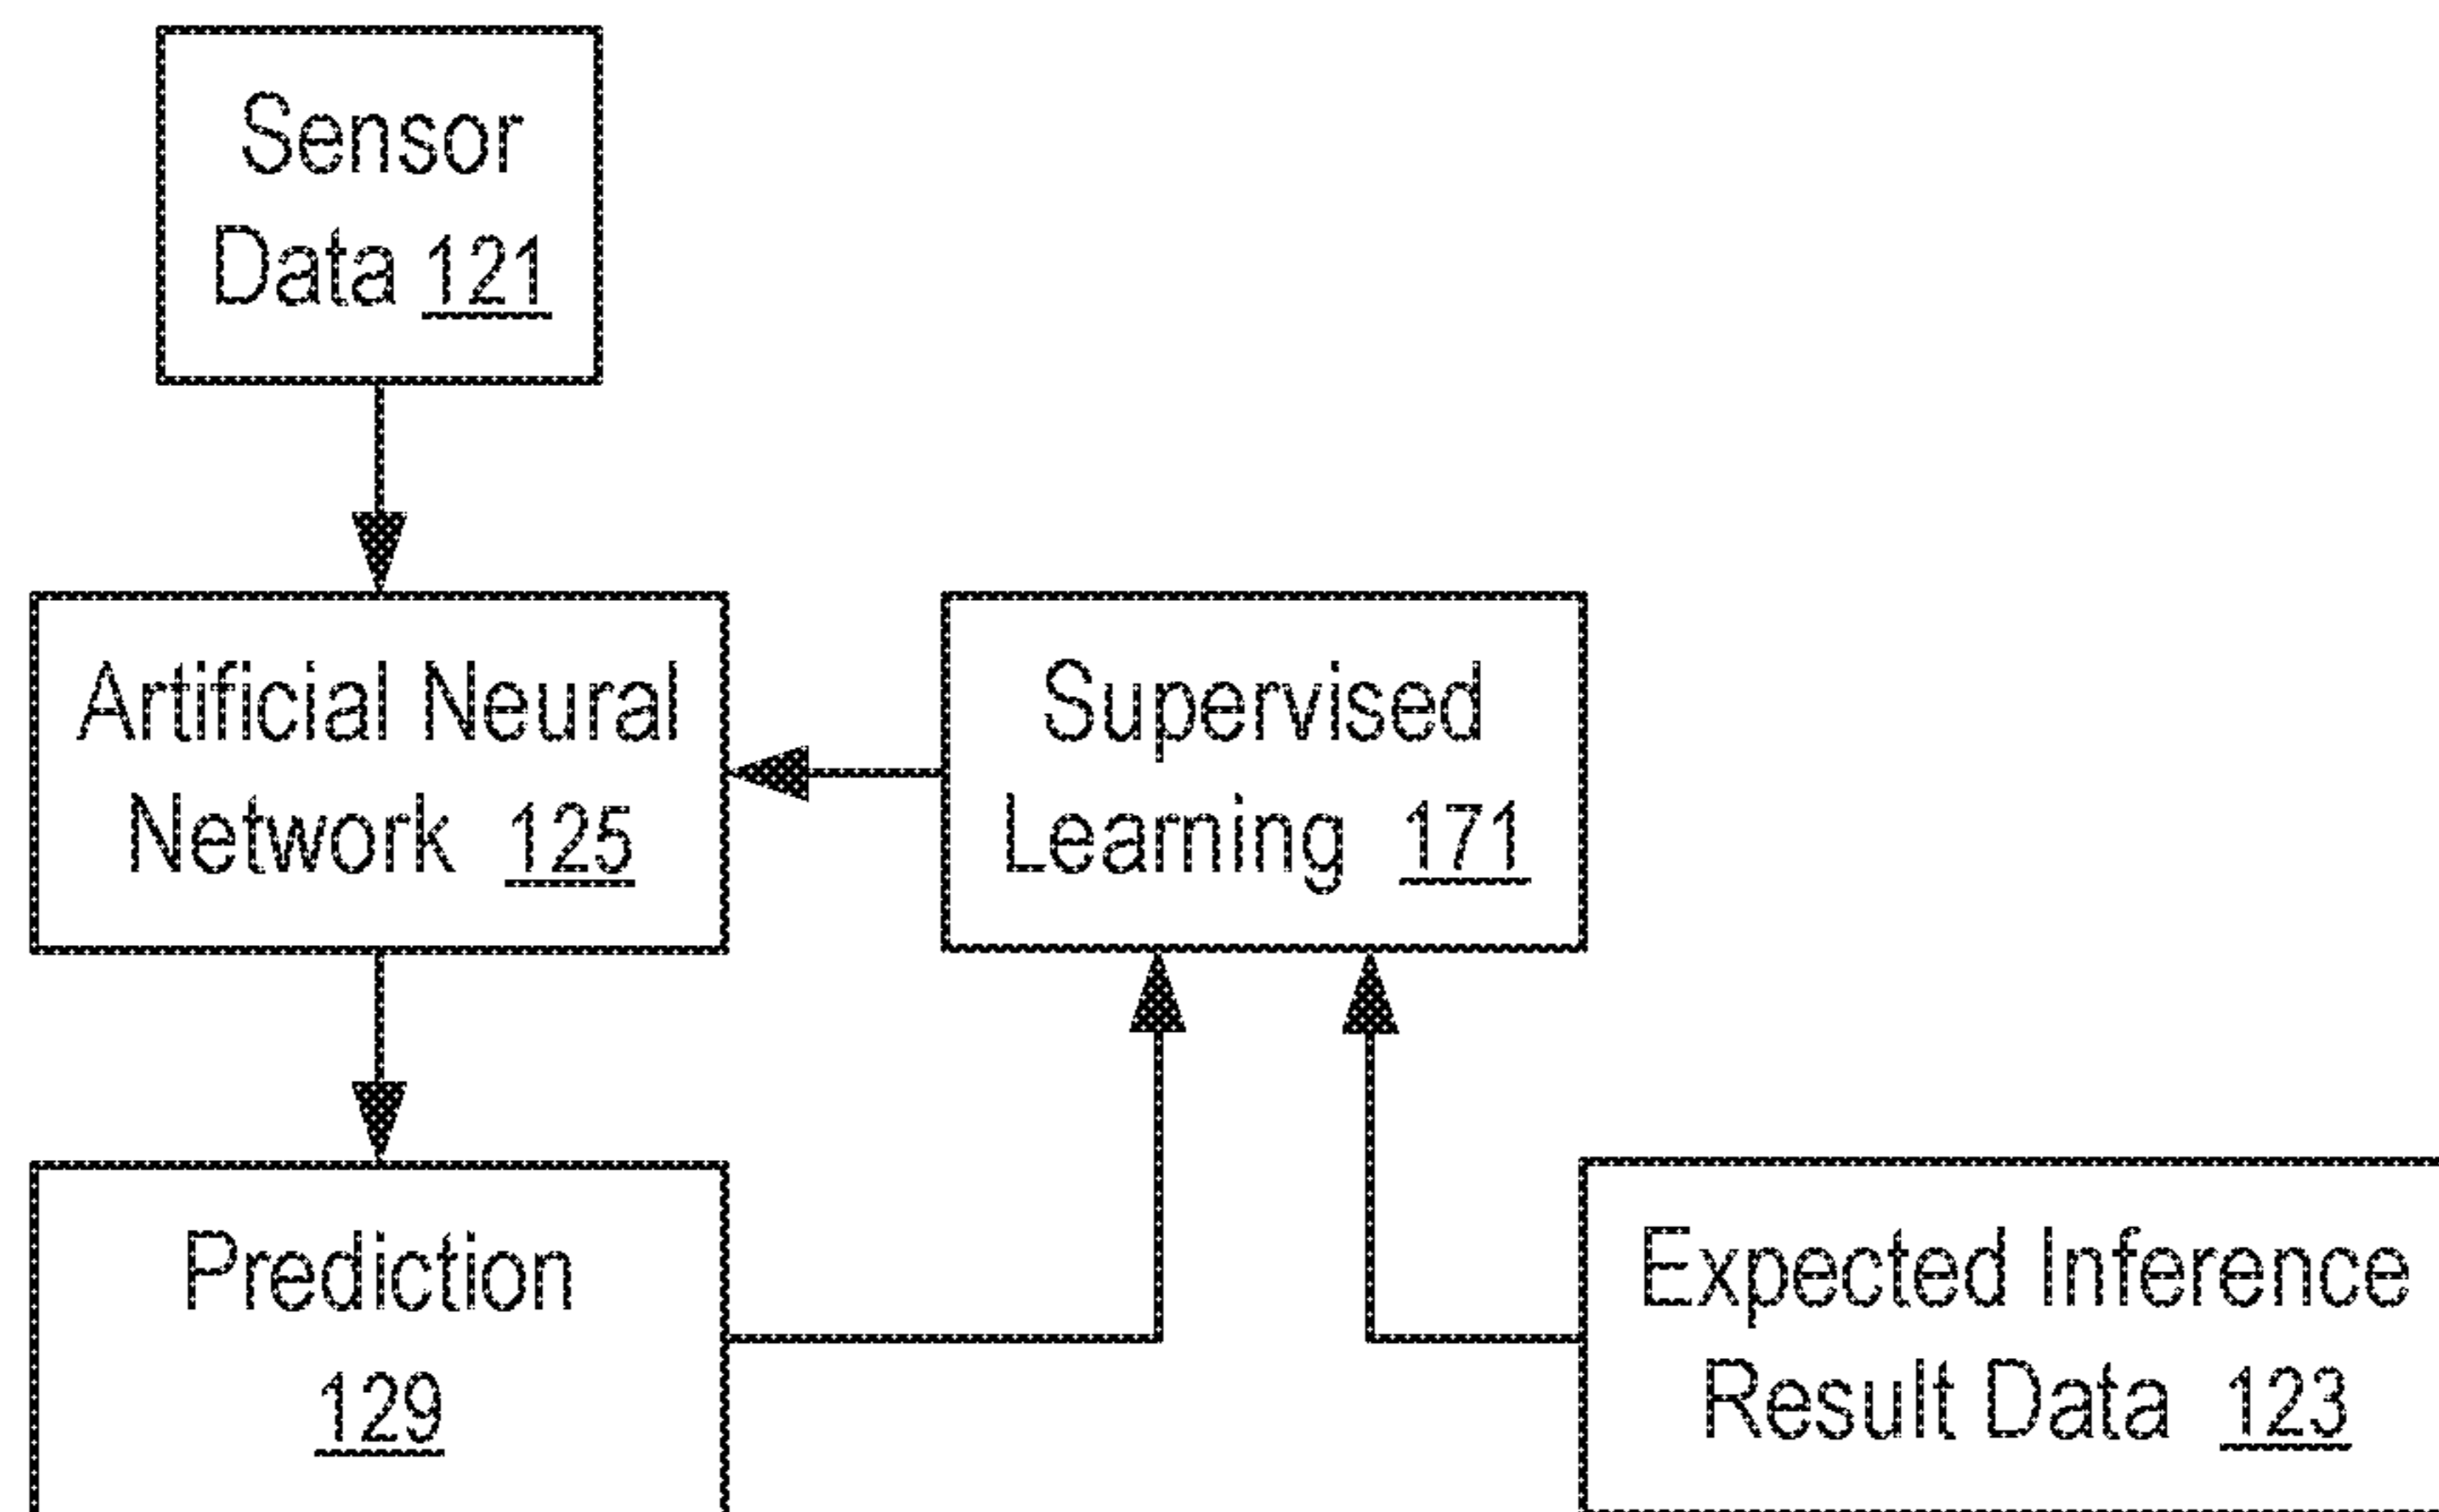 Sensor
Data 121
Artificial Neural
Network 125
Supervised
Learning 171
Prediction
129
Expected Inference
Result Data 123